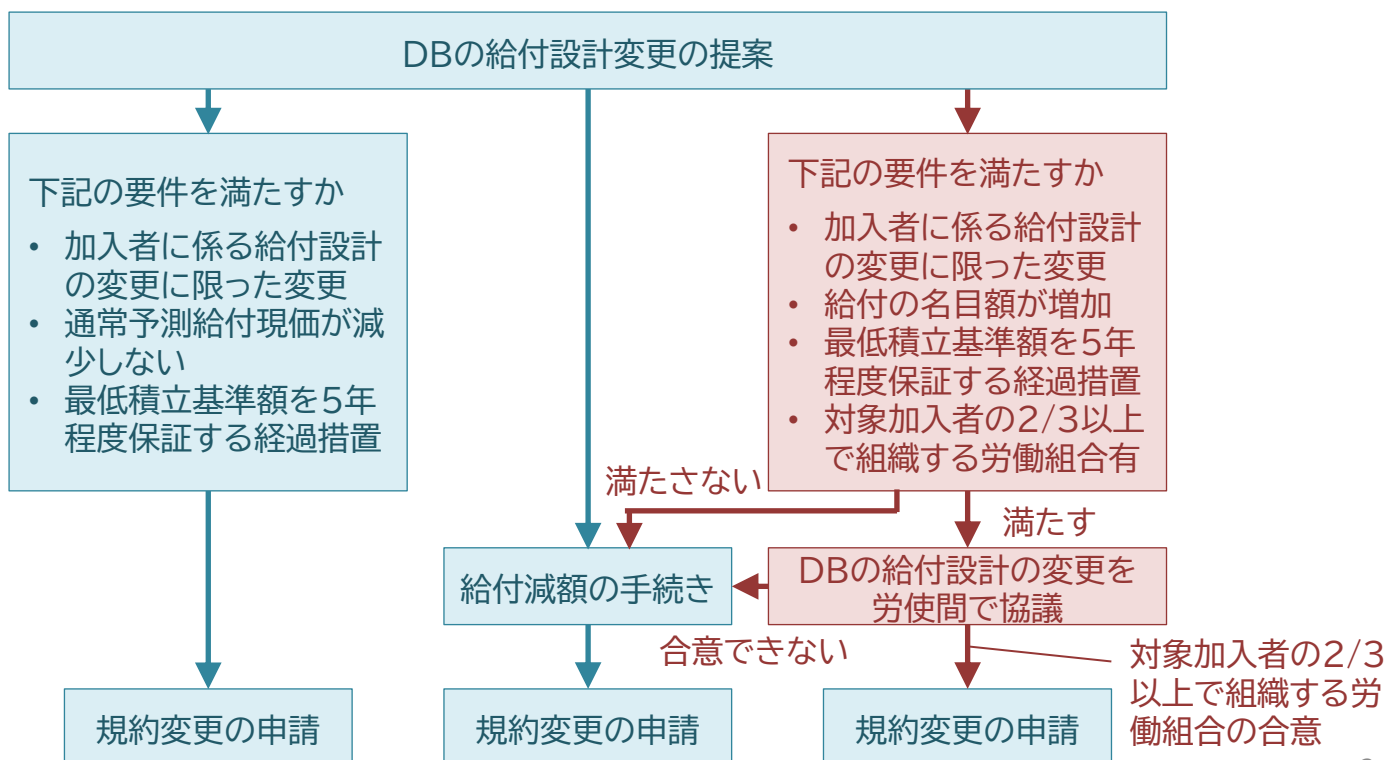 DBの給付設計変更の提案
下記の要件を満たすか
• 加入者に係る給付設計
の変更に限った変更
• 通常予測給付現価が減
少しない
• 最低積立基準額を5年
程度保証する経過措置
下記の要件を満たすか
• 加入者に係る給付設計
の変更に限った変更
• 給付の名目額が増加
• 最低積立基準額を5年
程度保証する経過措置
• 対象加入者の2/3以上
で組織する労働組合有
満たさない
満たす
給付減額の手続き
DBの給付設計の変更を
労使間で協議
合意できない
対象加入者の2/3
以上で組織する労
働組合の合意
規約変更の申請
規約変更の申請
規約変更の申請